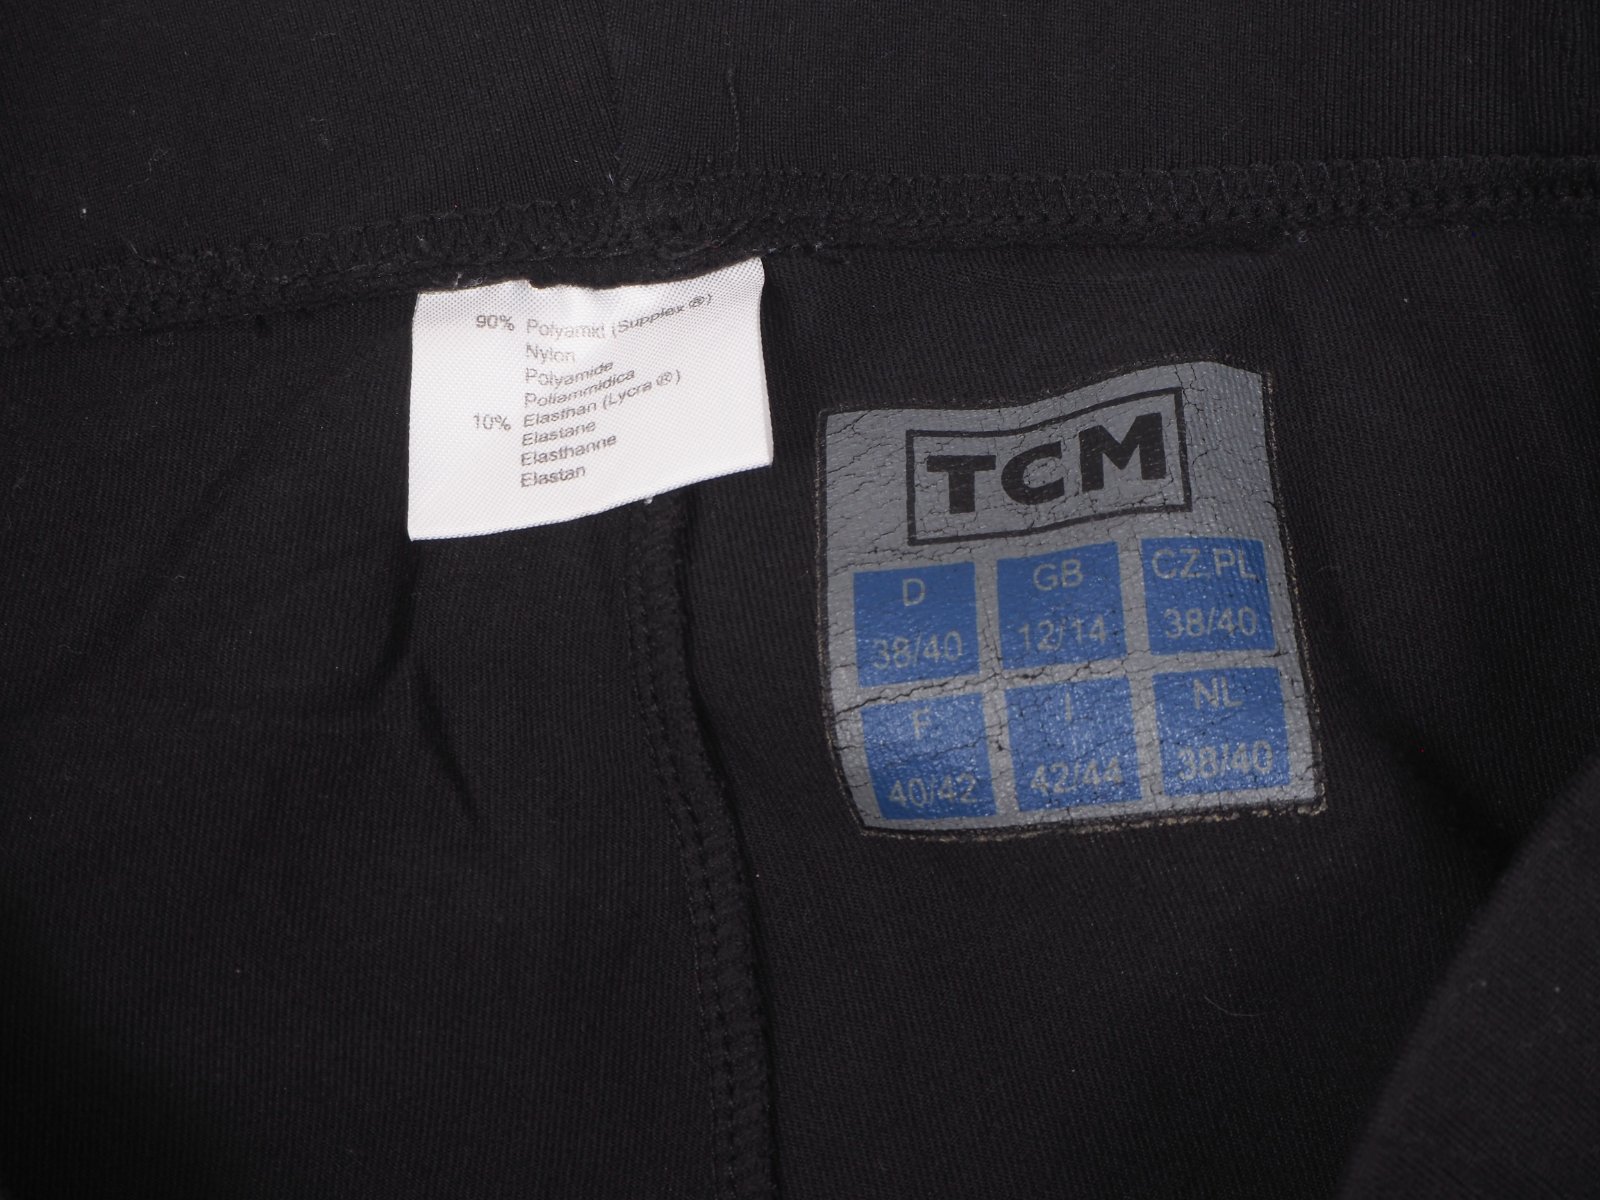 90% Polyamid (Supplex ®)
Nylon
Polyamide
Poliammidica
10% Elasthan (Lycra ®)
Elastane
Elasthanne
Elastan
TCM
D GB CZ PL
38/40 12/14 38/40
F I NL
40/42 42/44 38/40